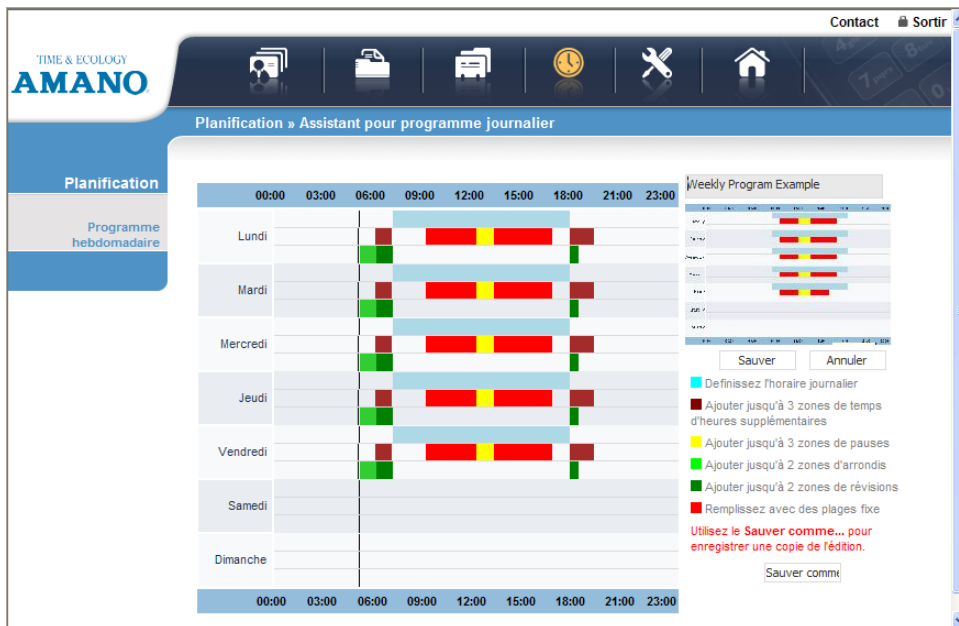 Contact Sortir
TIME & ECOLOGY
AMANO
Planification » Assistant pour programme journalier
Planification
Programme
hebdomadaire
00:00 03:00 06:00 09:00 12:00 15:00 18:00 21:00 23:00
Lundi
Mardi
Mercredi
Jeudi
Vendredi
Samedi
Dimanche
00:00 03:00 06:00 09:00 12:00 15:00 18:00 21:00 23:00
Weekly Program Example
Sauver Annuler
Definissez l'horaire journalier
Ajouter jusqu'à 3 zones de temps
d'heures supplémentaires
Ajouter jusqu'à 3 zones de pauses
Ajouter jusqu'à 2 zones d'arrondis
Ajouter jusqu'à 2 zones de révisions
Remplissez avec des plages fixe
Utilisez le Sauver comme... pour
enregistrer une copie de l'édition.
Sauver comme